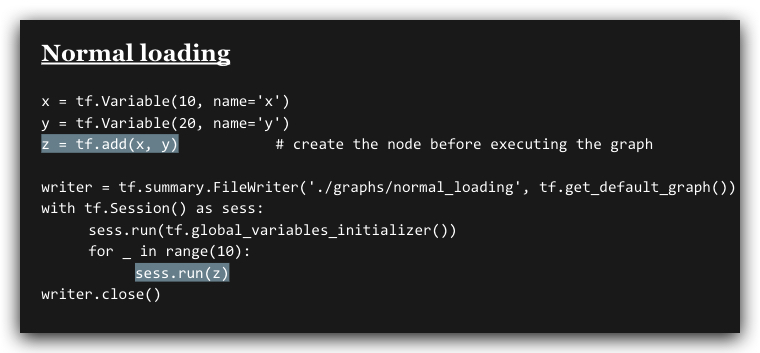 Normal loading
x = tf.Variable(10, name='x')
y = tf.Variable(20, name='y')
z = tf.add(x, y) # create the node before executing the graph
writer = tf.summary.FileWriter('./graphs/normal_loading', tf.get_default_graph())
with tf.Session() as sess:
sess.run(tf.global_variables_initializer())
for _ in range(10):
sess.run(z)
writer.close()